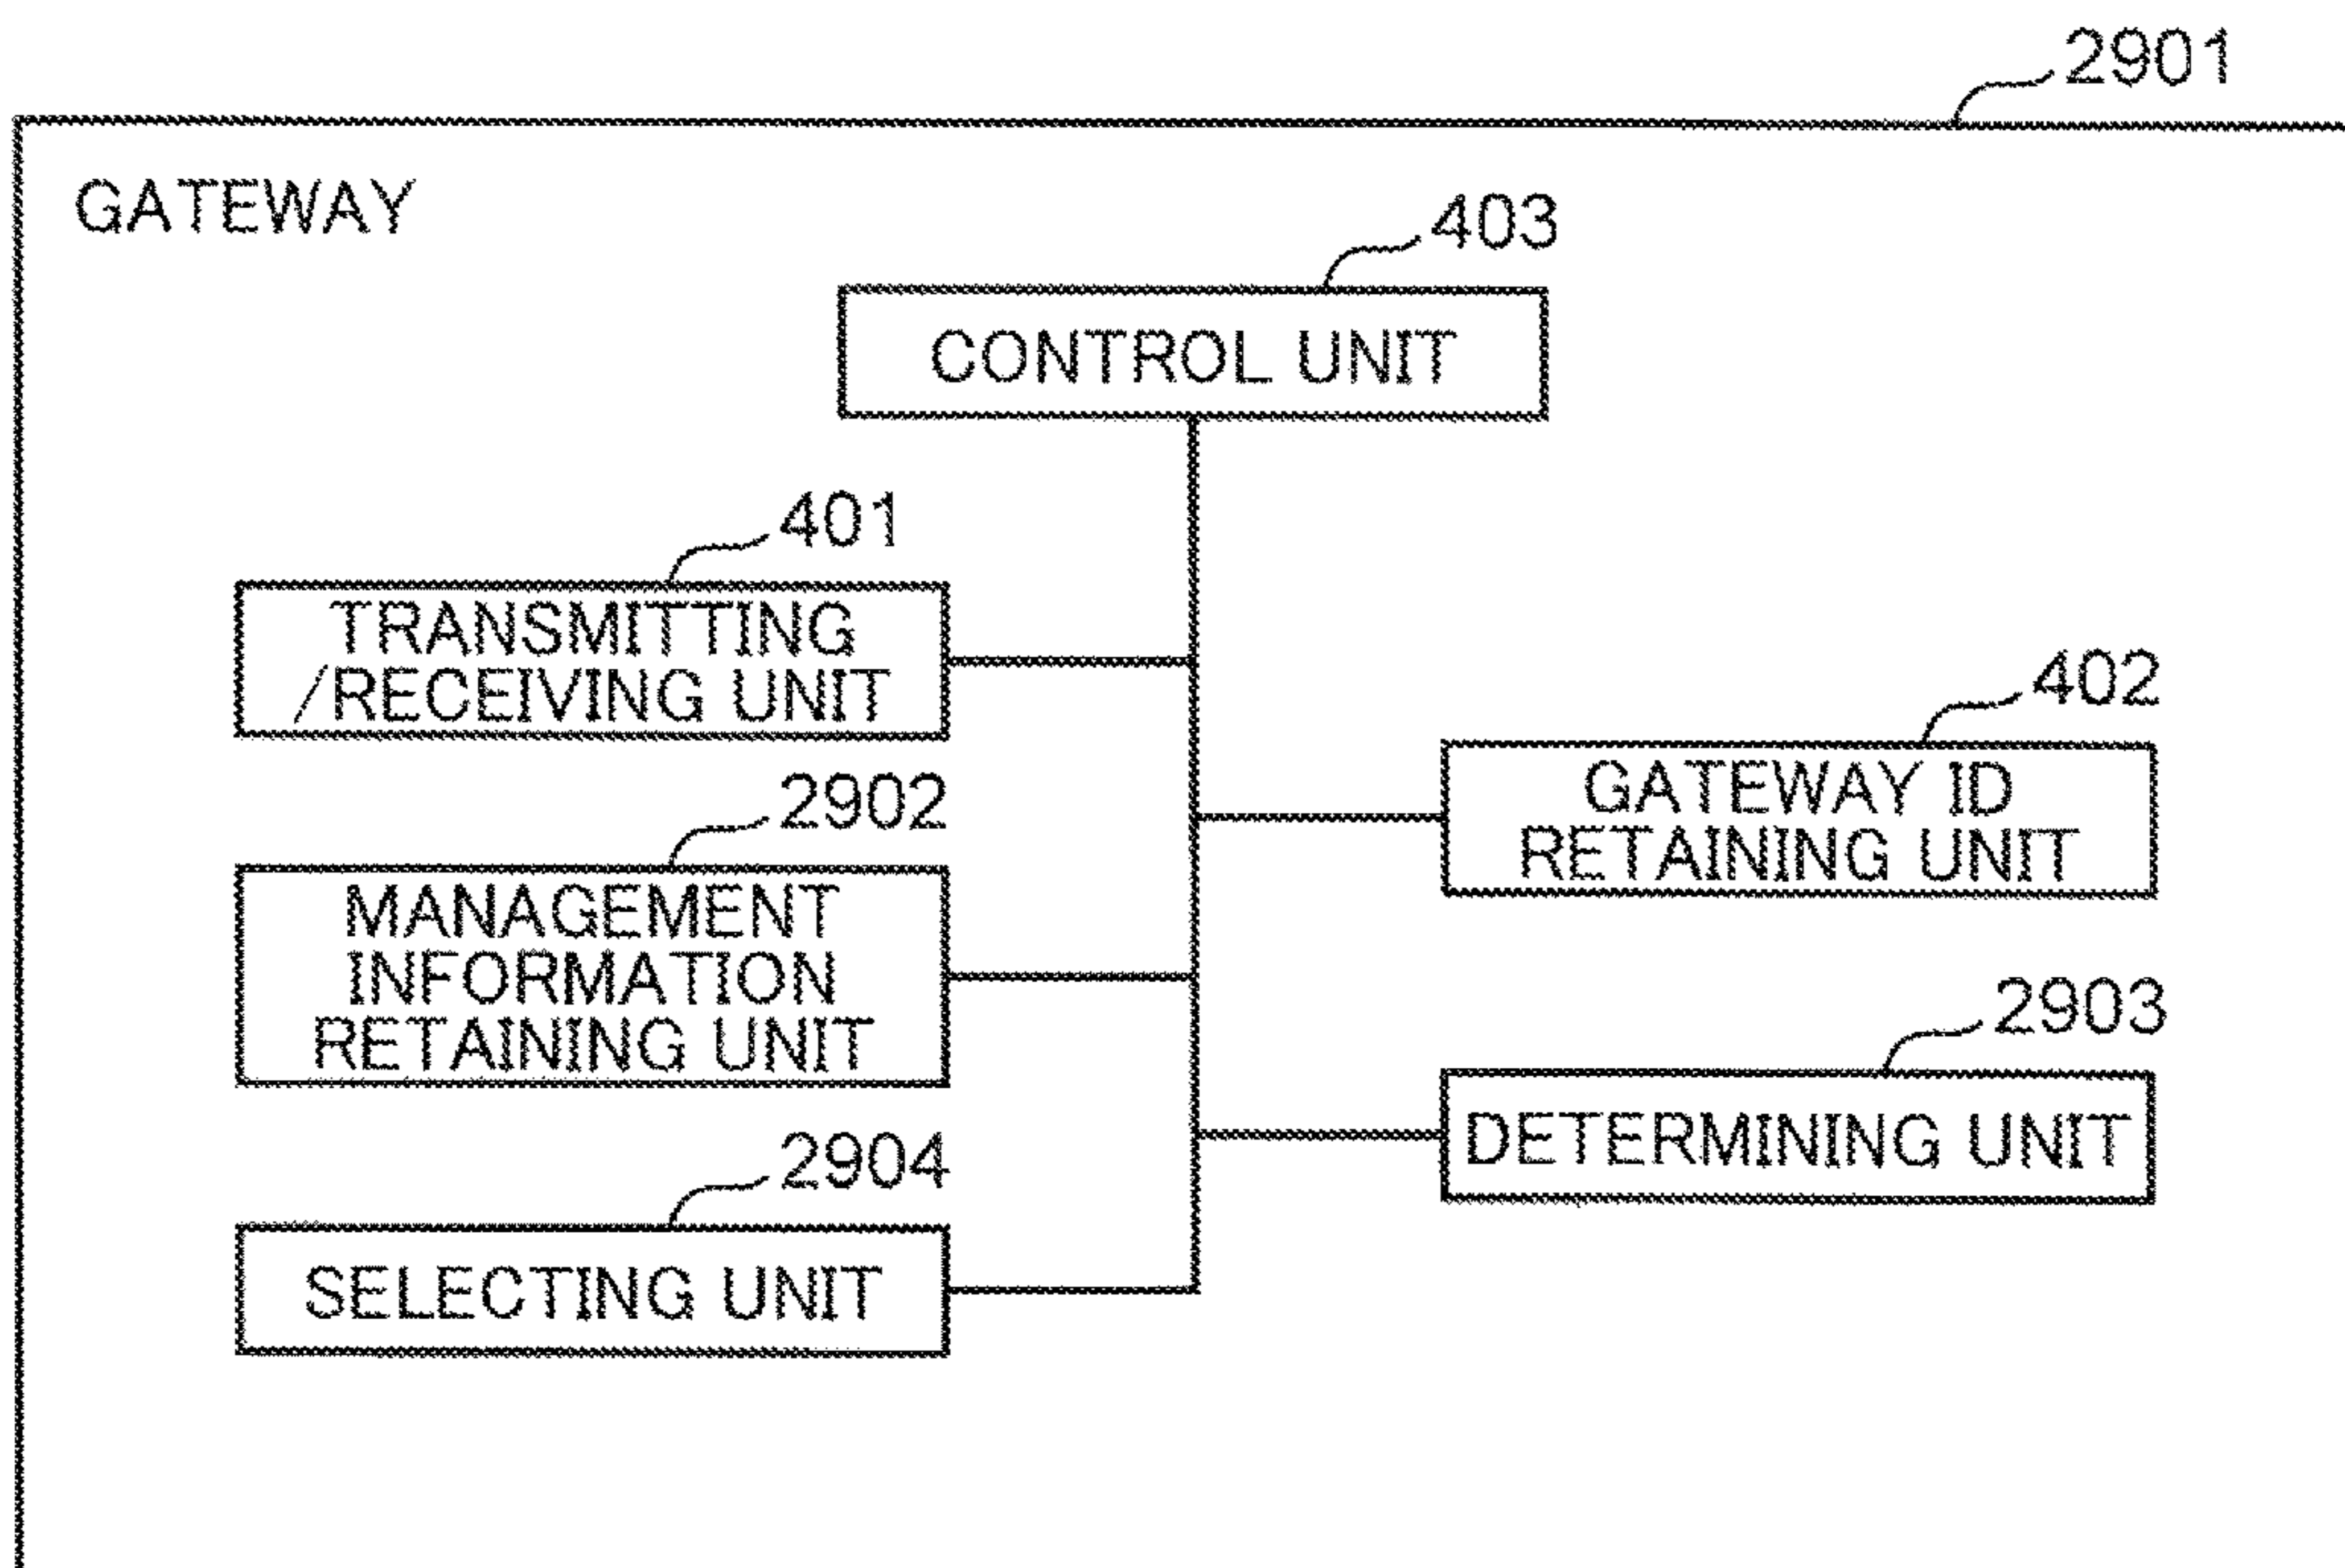 2901
GATEWAY
403
CONTROL UNIT
401
TRANSMITTING
/RECEIVING UNIT
402
GATEWAY ID
RETAINING UNIT
2902
MANAGEMENT
INFORMATION
RETAINING UNIT
2903
DETERMINING UNIT
2904
SELECTING UNIT